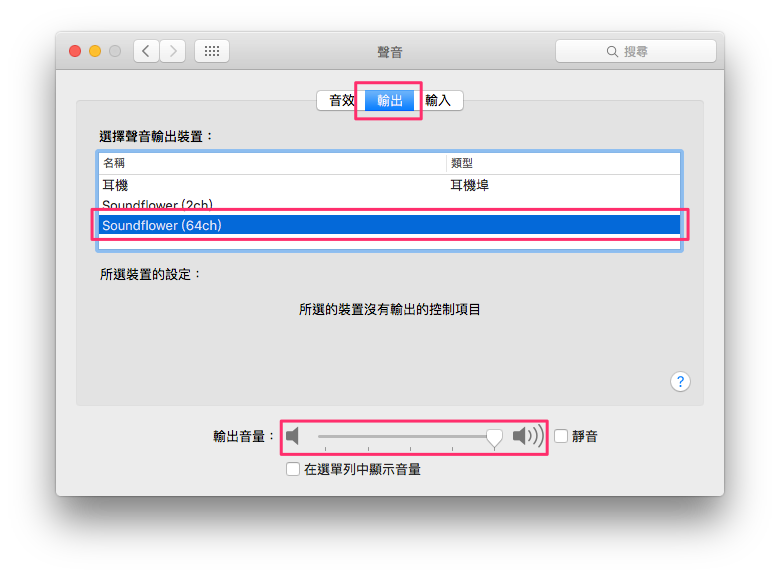 聲音
搜尋
音效 輸出 輸入
選擇聲音輸出裝置：
名稱 類型
耳機 耳機埠
Soundflower (2ch)
Soundflower (64ch)
所選裝置的設定：
所選的裝置沒有輸出的控制項目
?
輸出音量： 靜音
在選單列中顯示音量